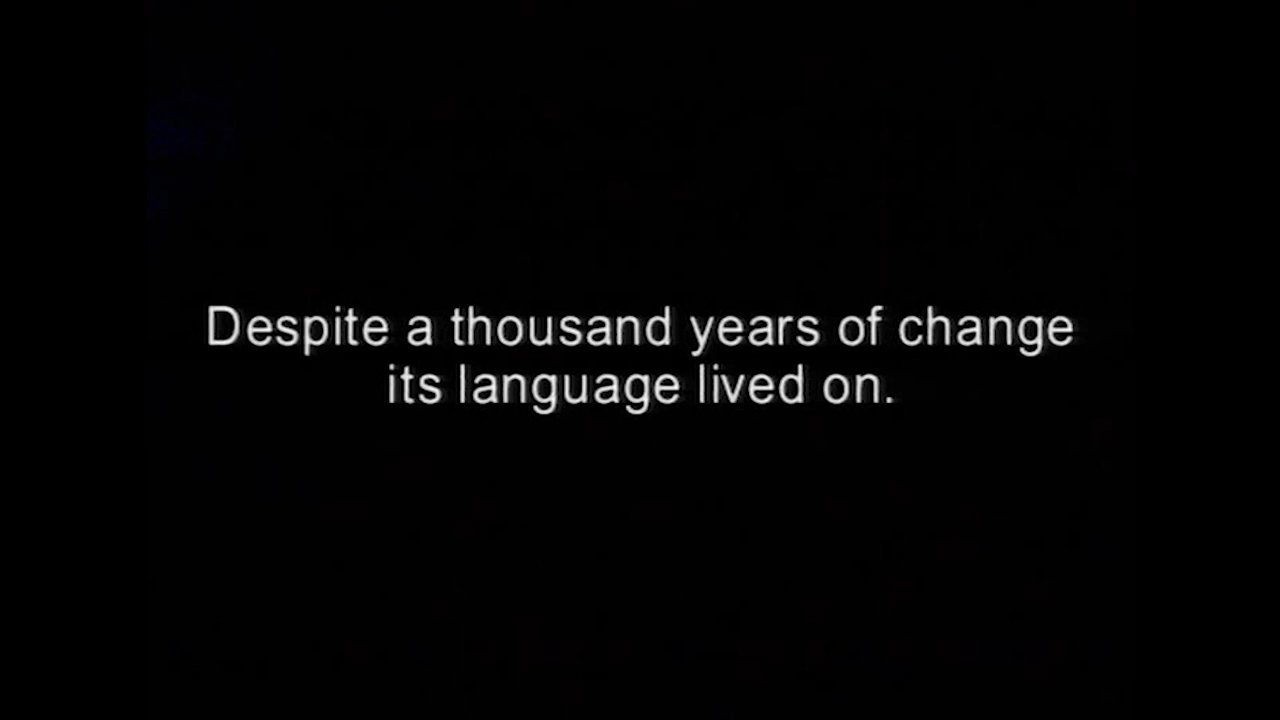 Despite a thousand years of change
its language lived on.